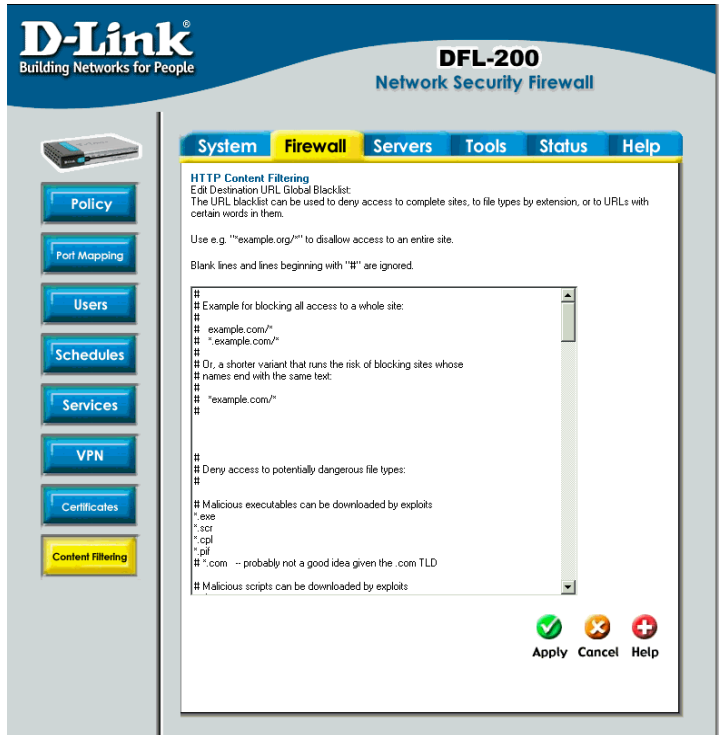 D-Link®
Building Networks for People
DFL-200
Network Security Firewall
System Firewall Servers Tools Status Help
Policy
Port Mapping
Users
Schedules
Services
VPN
Certificates
Content Filtering
HTTP Content Filtering
Edit Destination URL Global Blacklist:
The URL blacklist can be used to deny access to complete sites, to file types by extension, or to URLs with
certain words in them.
Use e.g. "*example.org/*" to disallow access to an entire site.
Blank lines and lines beginning with "#" are ignored.
#
# Example for blocking all access to a whole site:
#
#   example.com/*
#   *.example.com/*
#
# Or, a shorter variant that runs the risk of blocking sites whose
# names end with the same text:
#
#   *example.com/*
#
#
# Deny access to potentially dangerous file types:
#
# Malicious executables can be downloaded by exploits
*.exe
*.scr
*.cpl
*.pif
# *.com   -- probably not a good idea given the .com TLD
# Malicious scripts can be downloaded by exploits
Apply Cancel Help